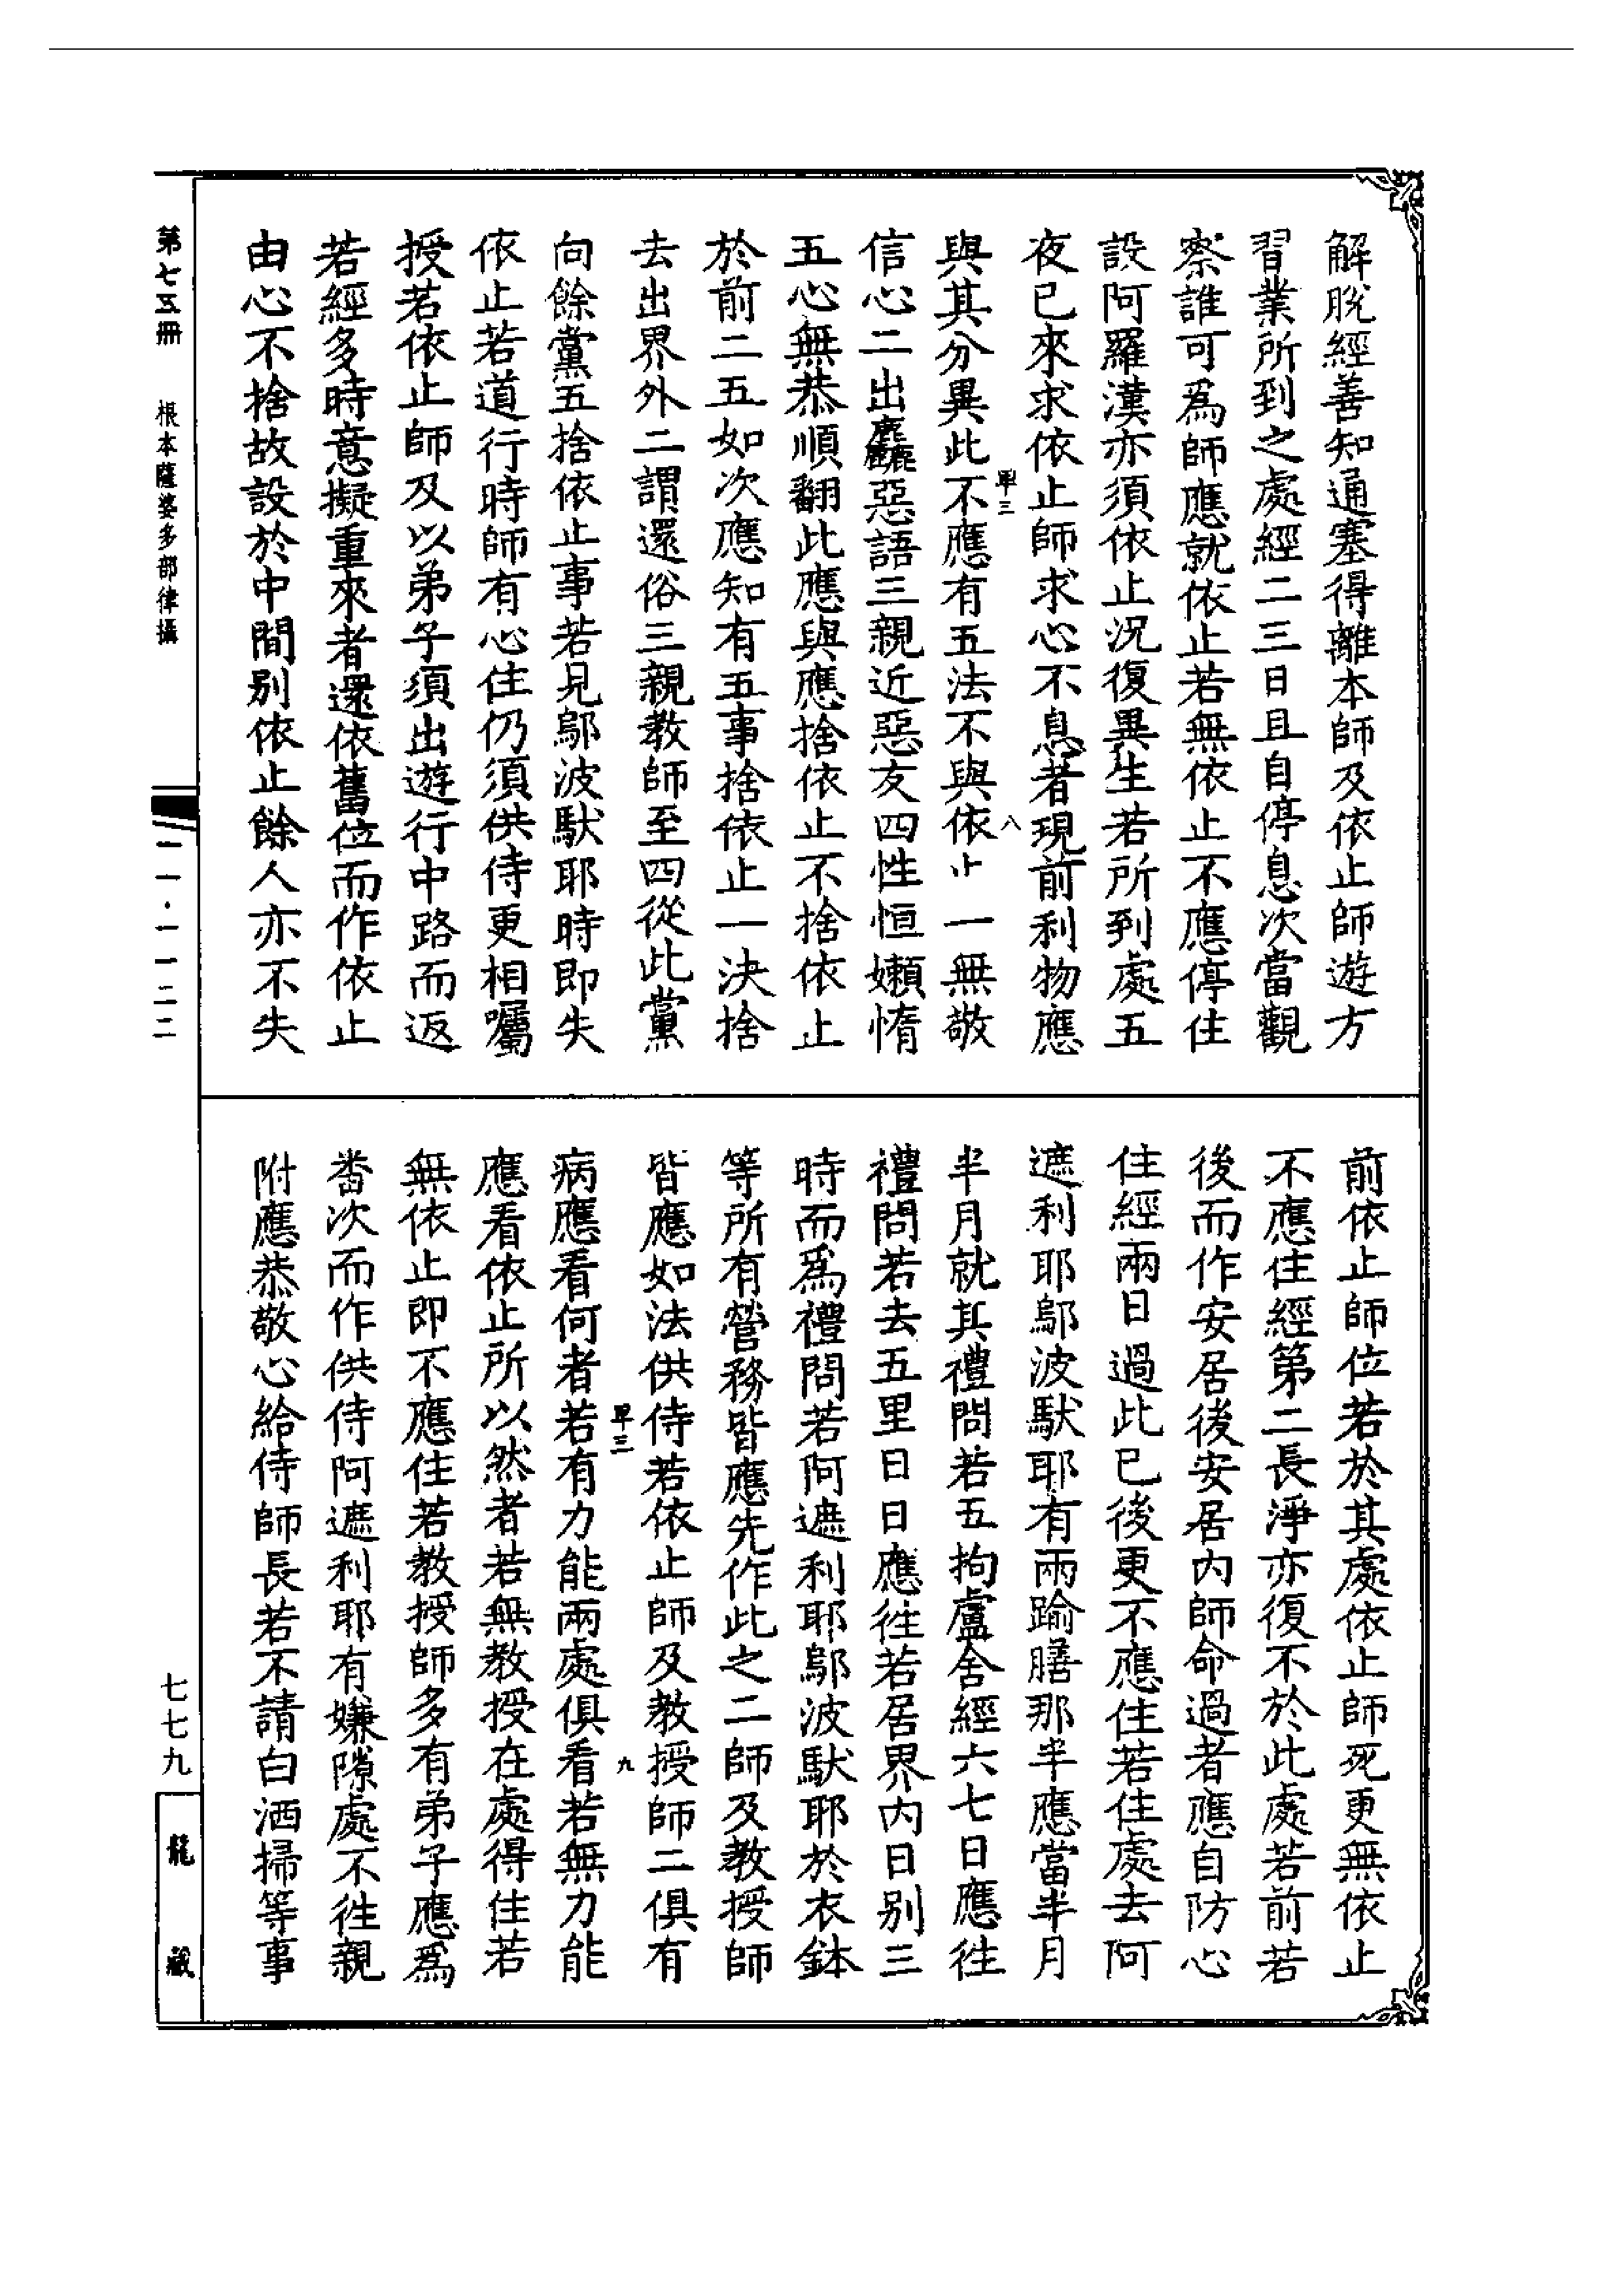 解脫經善知通塞得離本師及依止師遊方
習業所到之處經二三日且自停息次當觀
察誰可爲師應就依止若無依止不應停住
設阿羅漢亦須依止況復異生若所到處五
夜已來求依止師求心不息者現前利物應
與其分異此不應有五法不與依止一無敬
信心二出麤惡語三親近惡友四性恒嬾惰
五心無恭順翻此應與應捨依止不捨依止
於前二五如次應知有五事捨依止一決捨
去出界外二謂還俗三親教師至四從此黨
向餘黨五捨依止事若見鄔波馱耶時即失
依止若道行時師有心住仍須供侍更相囑
授若依止師及以弟子須出遊行中路而返
若經多時意擬重來者還依舊位而作依止
由心不捨故設於中間別依止餘人亦不失
前依止師位若於其處依止師死更無依止
不應住經第二長淨亦復不於此處若前若
後而作安居後安居內師命過者應自防心
住經兩日過此已後更不應住若住處去阿
遮利耶鄔波馱耶有兩踰膳那半應當半月
半月就其禮問若五拘盧舍經六七日應徃
禮問若去五里日日應徃若居界內日別三
時而爲禮問若阿遮利耶鄔波馱耶於衣鉢
等所有營務皆應先作此之二師及教授師
皆應如法供侍若依止師及教授師二俱有
病應看何者若有力能兩處俱看若無力能
應看依止所以然者若無教授在處得住若
無依止即不應住若教授師多有弟子應爲
畨次而作供侍阿遮利耶有嫌隙處不徃親
附應恭敬心給侍師長若不請白洒掃等事
卑三
八
卑三
九
第七五冊
根本薩婆多部律攝
二一·一一二二
七七九
龍藏